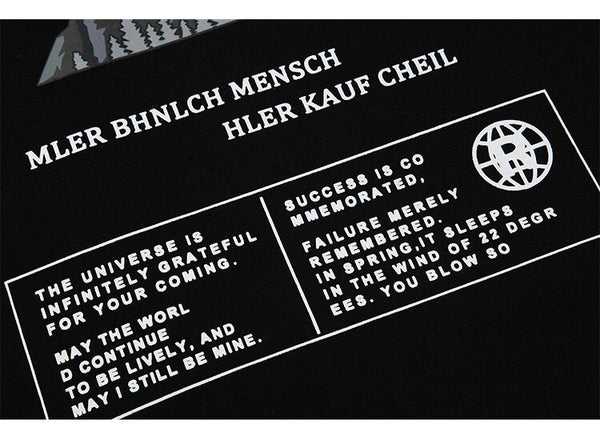 MLER BHNLCH MENSCH
HLER KAUF CHEIL
THE UNIVERSE IS
INFINITELY GRATEFUL
FOR YOUR COMING.
MAY THE WORL
D CONTINUE
TO BE LIVELY, AND
MAY I STILL BE MINE.
SUCCESS IS CO
MMEMORATED,
FAILURE MERELY
REMEMBERED.
IN SPRING,IT SLEEPS
IN THE WIND OF 22 DEGR
EES. YOU BLOW SO
R